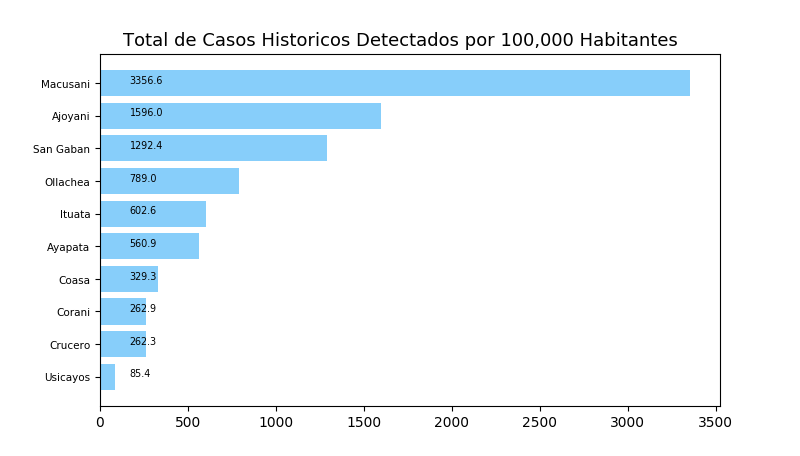 Total de Casos Historicos Detectados por 100,000 Habitantes
Macusani 3356.6
Ajoyani 1596.0
San Gaban 1292.4
Ollachea 789.0
Ituata 602.6
Ayapata 560.9
Coasa 329.3
Corani 262.9
Crucero 262.3
Usicayos 85.4
0 500 1000 1500 2000 2500 3000 3500